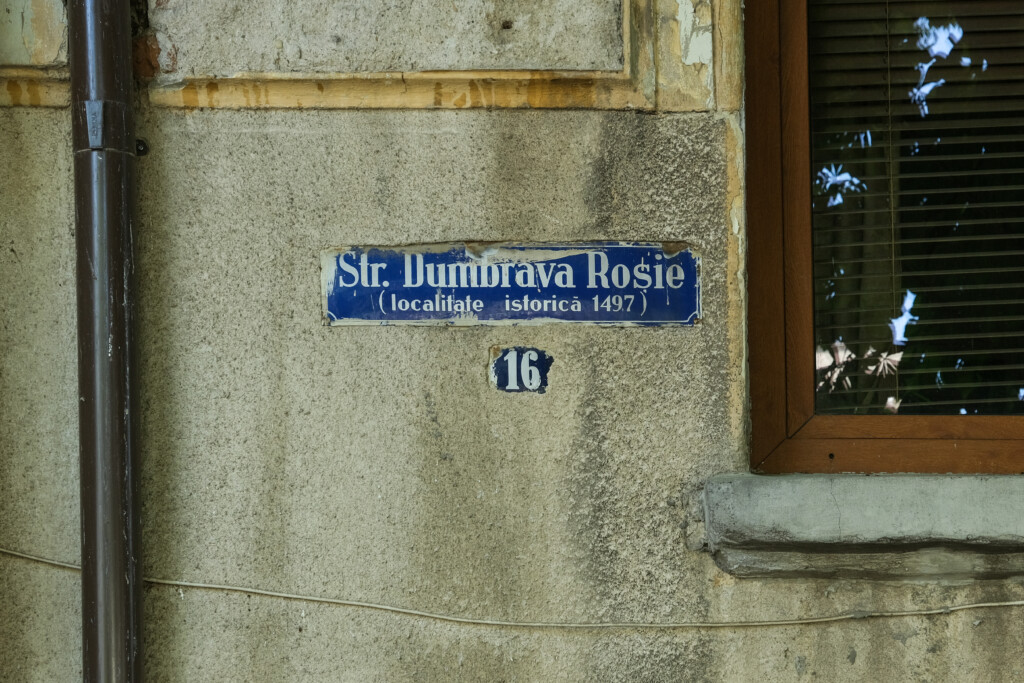 Str. Dumbrava Roșie
(localitate istorică 1497)
16